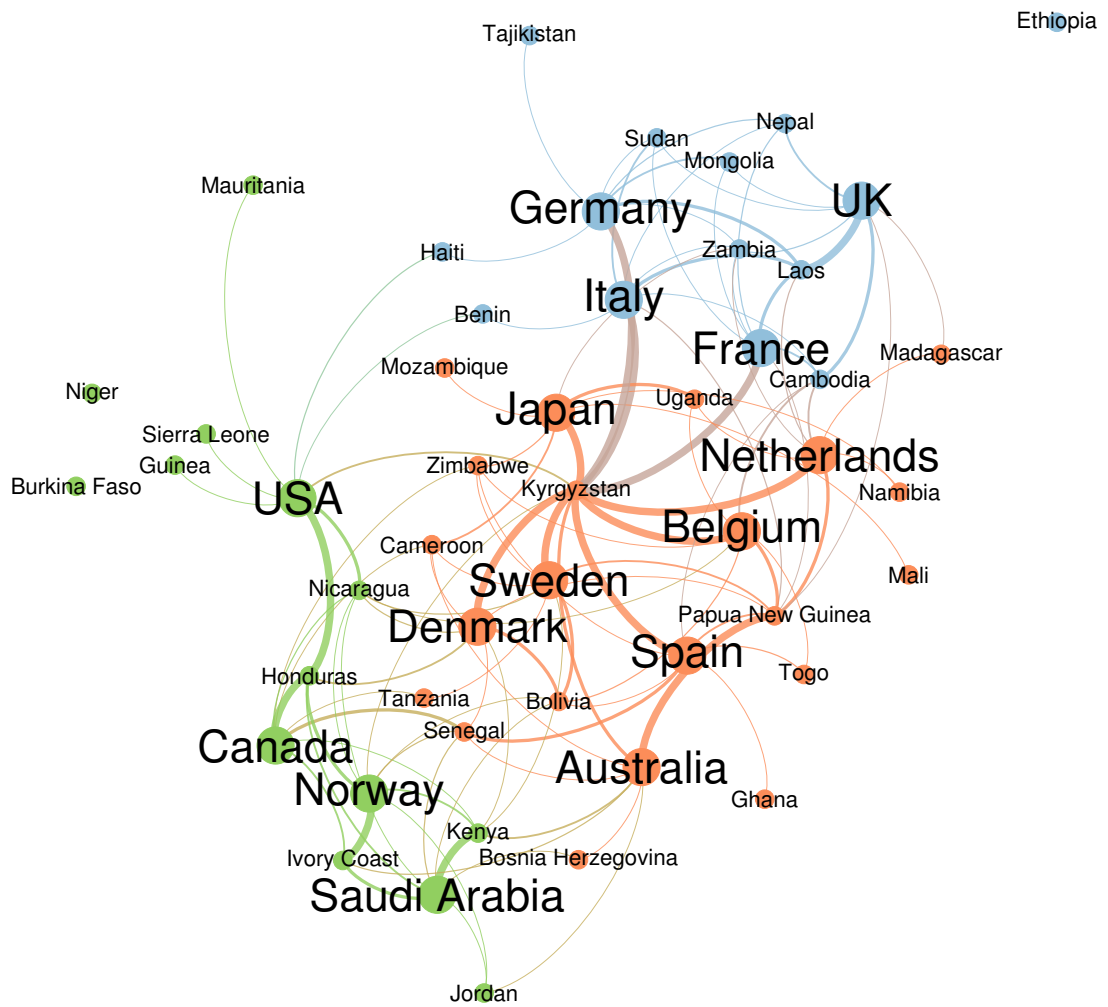 Ethiopia
Tajikistan
Nepal
Sudan
Mongolia
Mauritania
UK
Germany
Haiti
Zambia
Laos
Italy
Benin
France
Madagascar
Mozambique
Cambodia
Niger
Uganda
Japan
Sierra Leone
Netherlands
Guinea
Zimbabwe
Burkina Faso
Kyrgyzstan
Namibia
USA
Belgium
Cameroon
Mali
Sweden
Nicaragua
Papua New Guinea
Denmark
Spain
Togo
Honduras
Tanzania
Bolivia
Senegal
Canada
Australia
Norway
Ghana
Kenya
Ivory Coast
Bosnia Herzegovina
Saudi Arabia
Jordan